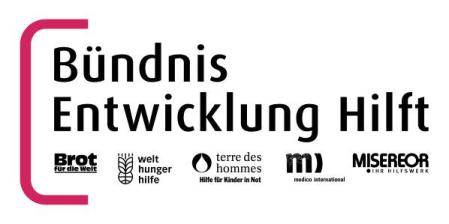 Bündnis
Entwicklung Hilft
Brot
für die Welt
welt
hunger
hilfe
terre des
hommes
Hilfe für Kinder in Not
m)
medico international
MISEREOR
IHR HILFSWERK